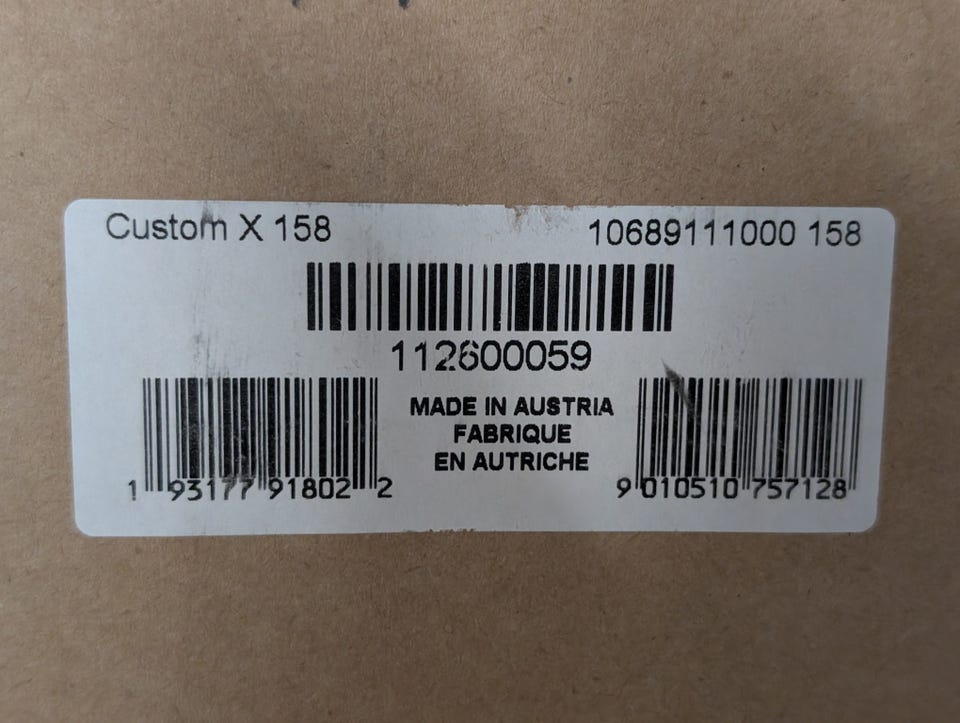 Custom X 158
10689111000 158
112600059
MADE IN AUSTRIA
FABRIQUE
EN AUTRICHE
1 93177 91802 2
9 010510 757128